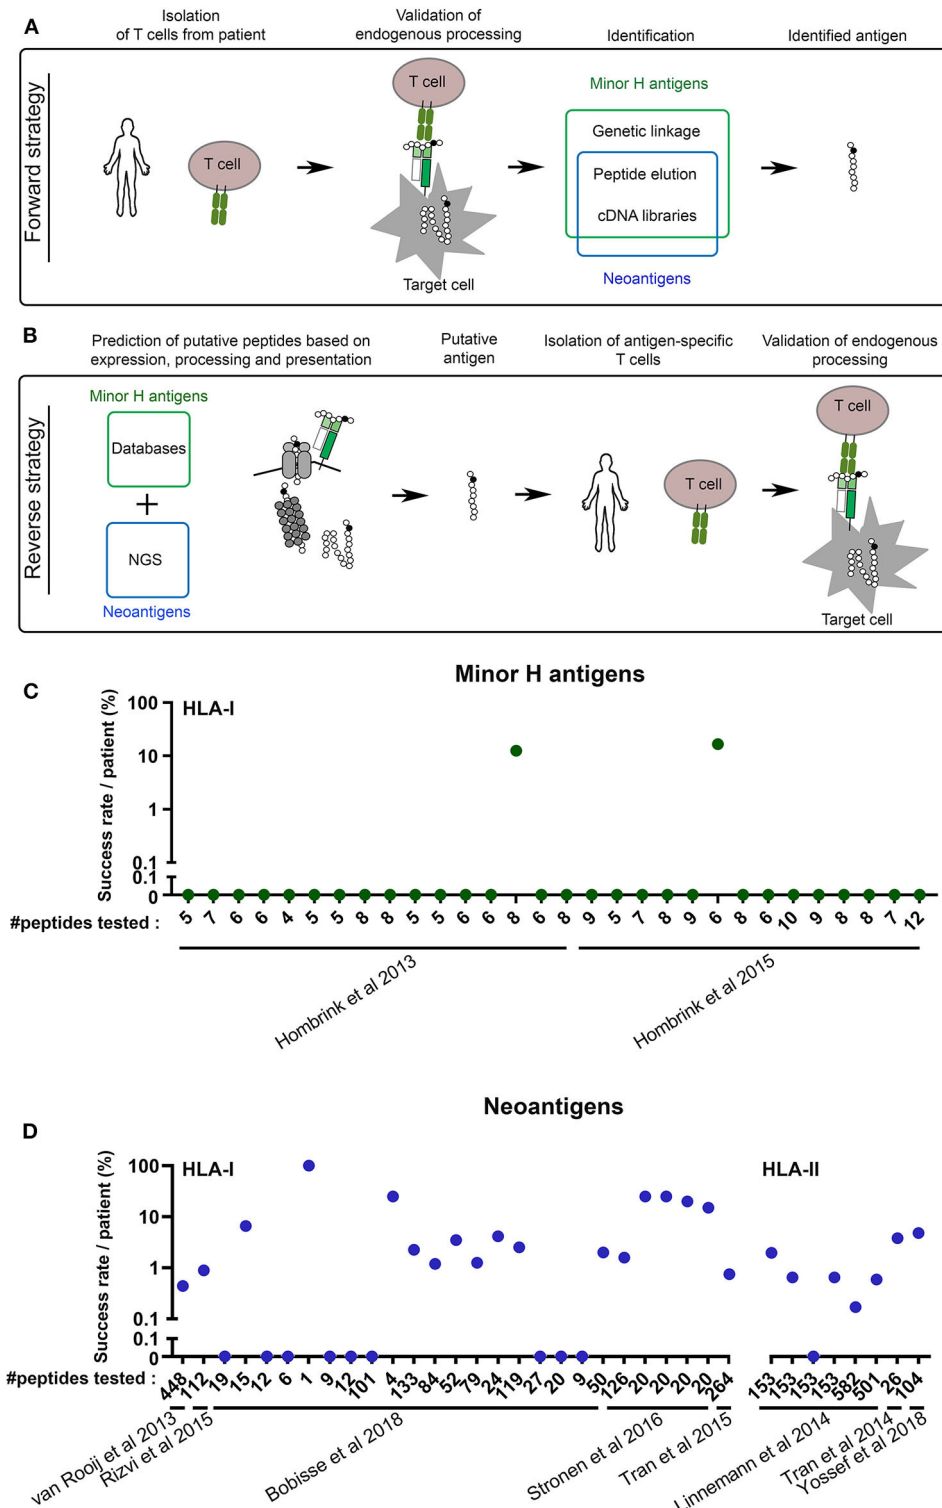 A
Isolation
of T cells from patient
Validation of
endogenous processing
Identification
Identified antigen
Forward strategy
T cell
T cell
Target cell
Minor H antigens
Genetic linkage
Peptide elution
cDNA libraries
Neoantigens
B
Prediction of putative peptides based on
expression, processing and presentation
Putative
antigen
Isolation of antigen-specific
T cells
Validation of endogenous
processing
Reverse strategy
Minor H antigens
Databases
+
NGS
Neoantigens
T cell
T cell
Target cell
C
Minor H antigens
HLA-I
Success rate / patient (%)
100
10
1
0.1
0.1
0
#peptides tested :
5 7 6 6 4 5 5 8 8 8 5 6 6 8 6 8 9 5 7 8 9 6 8 6 10 9 8 8 7 12
Hombrink et al 2013
Hombrink et al 2015
D
Neoantigens
HLA-I
HLA-II
Success rate / patient (%)
100
10
1
0.1
0.1
0
#peptides tested :
448 112 19 15 12 6 1 9 12 101 4 133 84 52 79 24 119 27 20 9 50 126 20 20 20 20 264 153 153 153 153 582 501 26 104
van Rooij et al 2013
Rizvi et al 2015
Bobisse et al 2018
Stronen et al 2016
Tran et al 2015
Linnemann et al 2014
Tran et al 2014
Yossef et al 2018